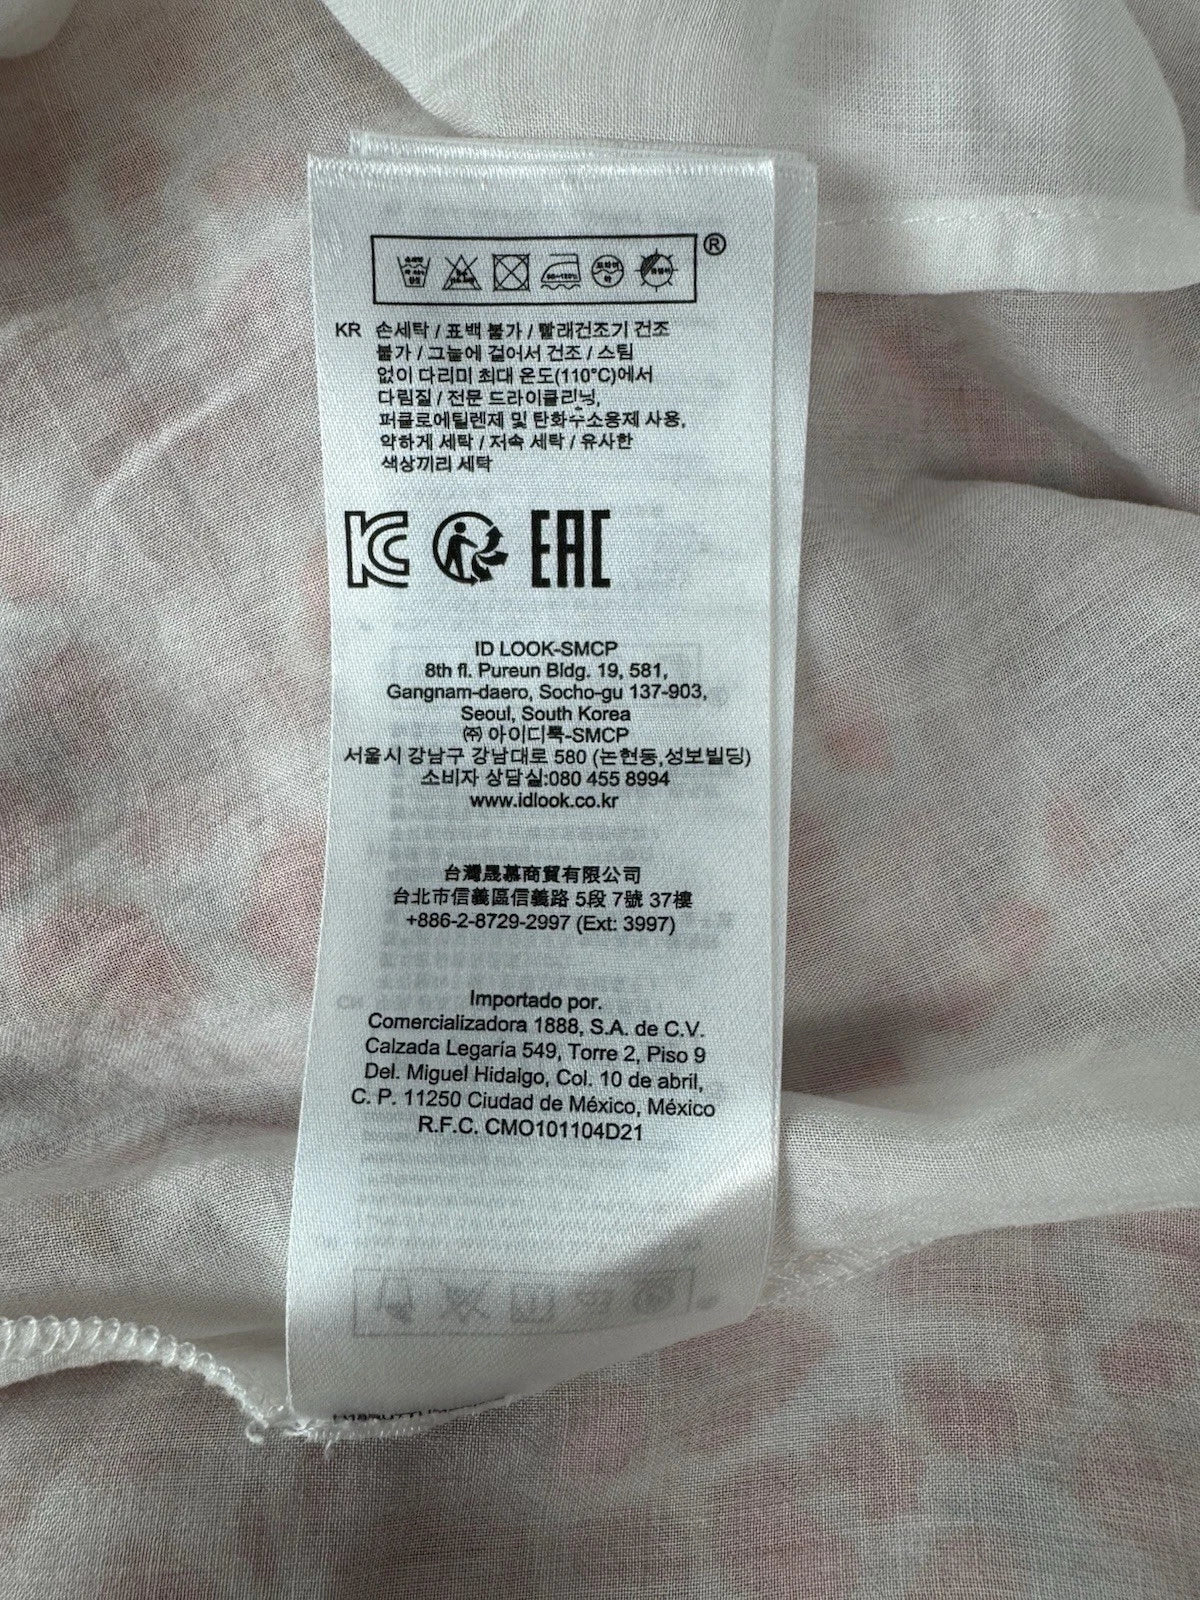 ®
KR 손세탁 / 표백 불가 / 빨래건조기 건조
불가 / 그늘에 걸어서 건조 / 스팀
없이 다리미 최대 온도(110°C)에서
다림질 / 전문 드라이클리닝,
퍼클로에틸렌제 및 탄화수소용제 사용,
약하게 세탁 / 저속 세탁 / 유사한
색상끼리 세탁
KC EAC
ID LOOK-SMCP
8th fl. Pureun Bldg. 19, 581,
Gangnam-daero, Socho-gu 137-903,
Seoul, South Korea
㈜ 아이디룩-SMCP
서울시 강남구 강남대로 580 (논현동,성보빌딩)
소비자 상담실:080 455 8994
www.idlook.co.kr
台灣晟慕商貿有限公司
台北市信義區信義路 5段 7號 37樓
+886-2-8729-2997 (Ext: 3997)
Importado por.
Comercializadora 1888, S.A. de C.V.
Calzada Legaría 549, Torre 2, Piso 9
Del. Miguel Hidalgo, Col. 10 de abril,
C. P. 11250 Ciudad de México, México
R.F.C. CMO101104D21